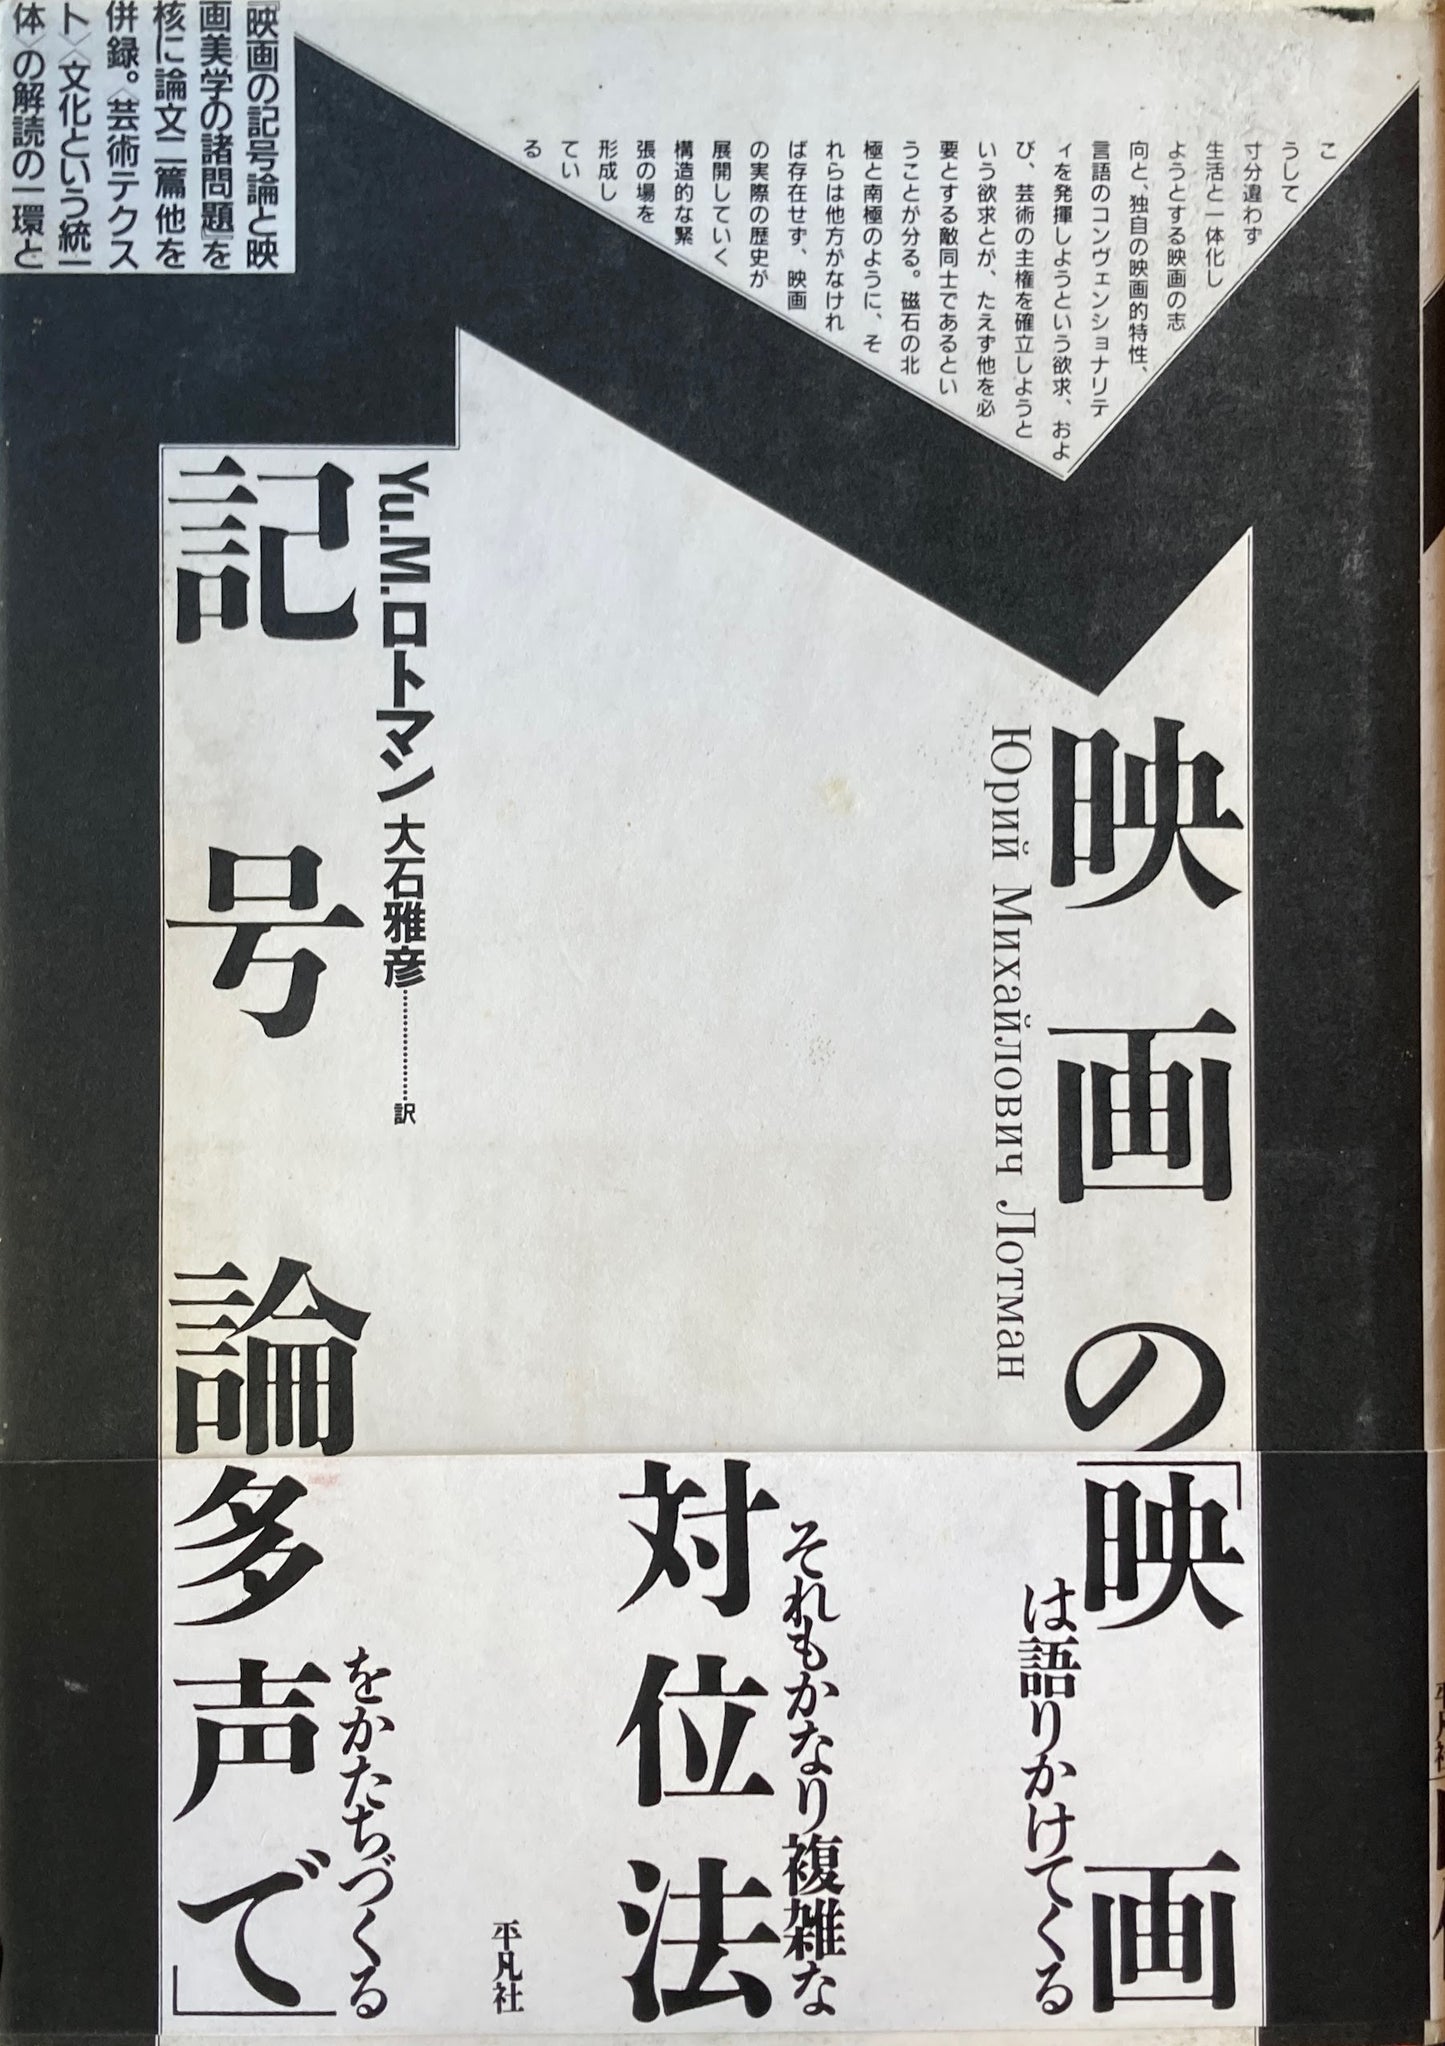 こ
うして
寸分違わず
生活と一体化し
ようとする映画の志
向と、独自の映画的特性、
言語のコンヴェンショナリテ
ィを発揮しようという欲求、およ
び、芸術の主権を確立しようと
いう欲求とが、たえず他を必
要とする敵同士であるとい
うことが分る。磁石の北
極と南極のように、そ
れらは他方がなけれ
ば存在せず、映画
の実際の歴史が
展開していく
構造的な緊
張の場を
形成し
てい
る
『映画の記号論と映
画美学の諸問題』を
核に論文二篇他を
併録。〈芸術テクス
ト〉〈文化という統一
体〉の解読の一環と
映画の
Юрий Михайлович Лотман
Yu.M.ロトマン 大石雅彦………………訳
記号論
「映画
は語りかけてくる
それもかなり複雑な
対位法
平凡社
をかたちづくる
多声で」
平凡社